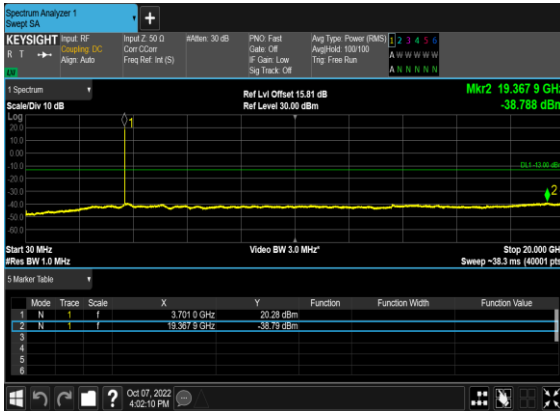 Spectrum Analyzer 1
Swept SA
+
KEYSIGHT Input: RF Input Z: 50 Ω #Atten: 30 dB PNO: Fast Avg Type: Power (RMS) 1 2 3 4 5 6
R T Coupling: DC Corr CCorr Gate: Off Avg|Hold: 100/100 A W W W W W
Align: Auto Freq Ref: Int (S) IF Gain: Low Trig: Free Run
Sig Track: Off A N N N N N
LXI
1 Spectrum Ref Lvl Offset 15.81 dB Mkr2 19.367 9 GHz
Scale/Div 10 dB Ref Level 30.00 dBm -38.788 dBm
Log
1
20.0
10.0
0.00
-10.0
DL1 -13.00 dBm
-20.0
-30.0
2
-40.0
-50.0
-60.0
Start 30 MHz Video BW 3.0 MHz* Stop 20.000 GHz
#Res BW 1.0 MHz Sweep ~38.3 ms (40001 pts)
5 Marker Table
Mode Trace Scale X Y Function Function Width Function Value
1 N 1 f 3.701 0 GHz 20.28 dBm
2 N 1 f 19.367 9 GHz -38.79 dBm
3
4
5
6
? Oct 07, 2022
4:02:10 PM